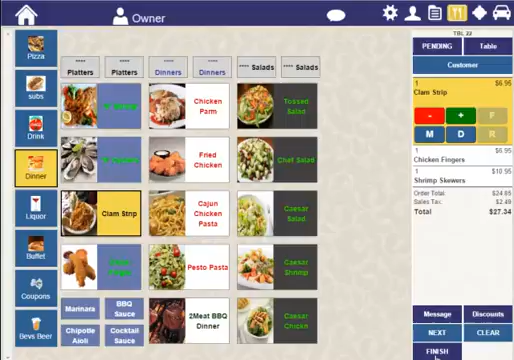 Owner
TBL 22
PENDING
Table
Customer
Pizza
subs
Drink
Dinner
Liquor
Buffet
Coupons
Bevs Beer
**** Platters
**** Platters
**** Dinners
**** Dinners
**** Salads
**** Salads
Chicken Parm
Tossed Salad
Fried Chicken
Chef Salad
Clam Strip
Cajun Chicken Pasta
Caesar Salad
Pesto Pasta
Caesar Shrimp
Marinara
BBQ Sauce
2Meat BBQ Dinner
Caesar Chicken
Chipotle Aioli
Cocktail Sauce
1 $6.95
Clam Strip
- + F
M D R
1 $6.95
Chicken Fingers
1 $10.95
Shrimp Skewers
Order Total: $24.85
Sales Tax: $2.49
Total $27.34
Message
Discounts
NEXT
CLEAR
FINISH